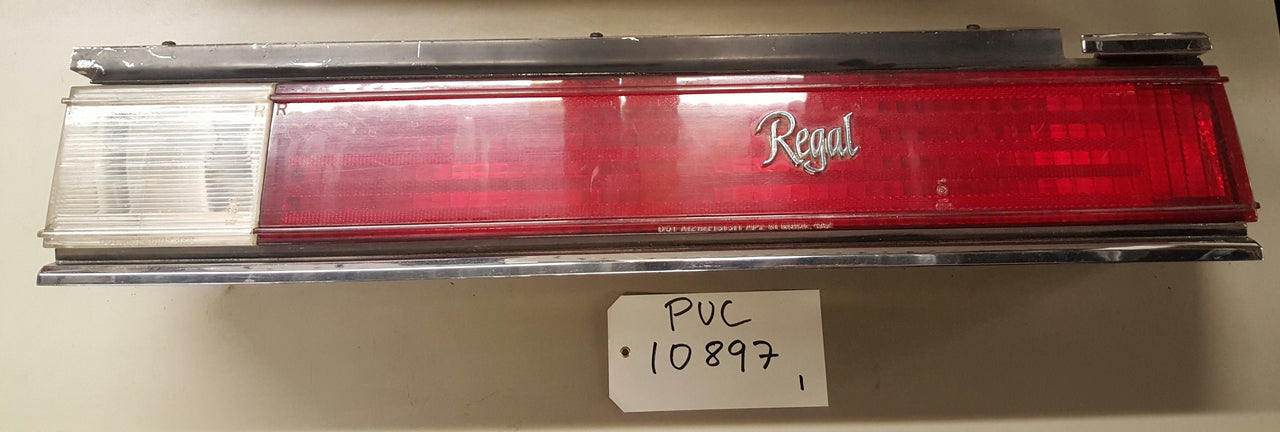 R R
Regal
PVC
10897
1